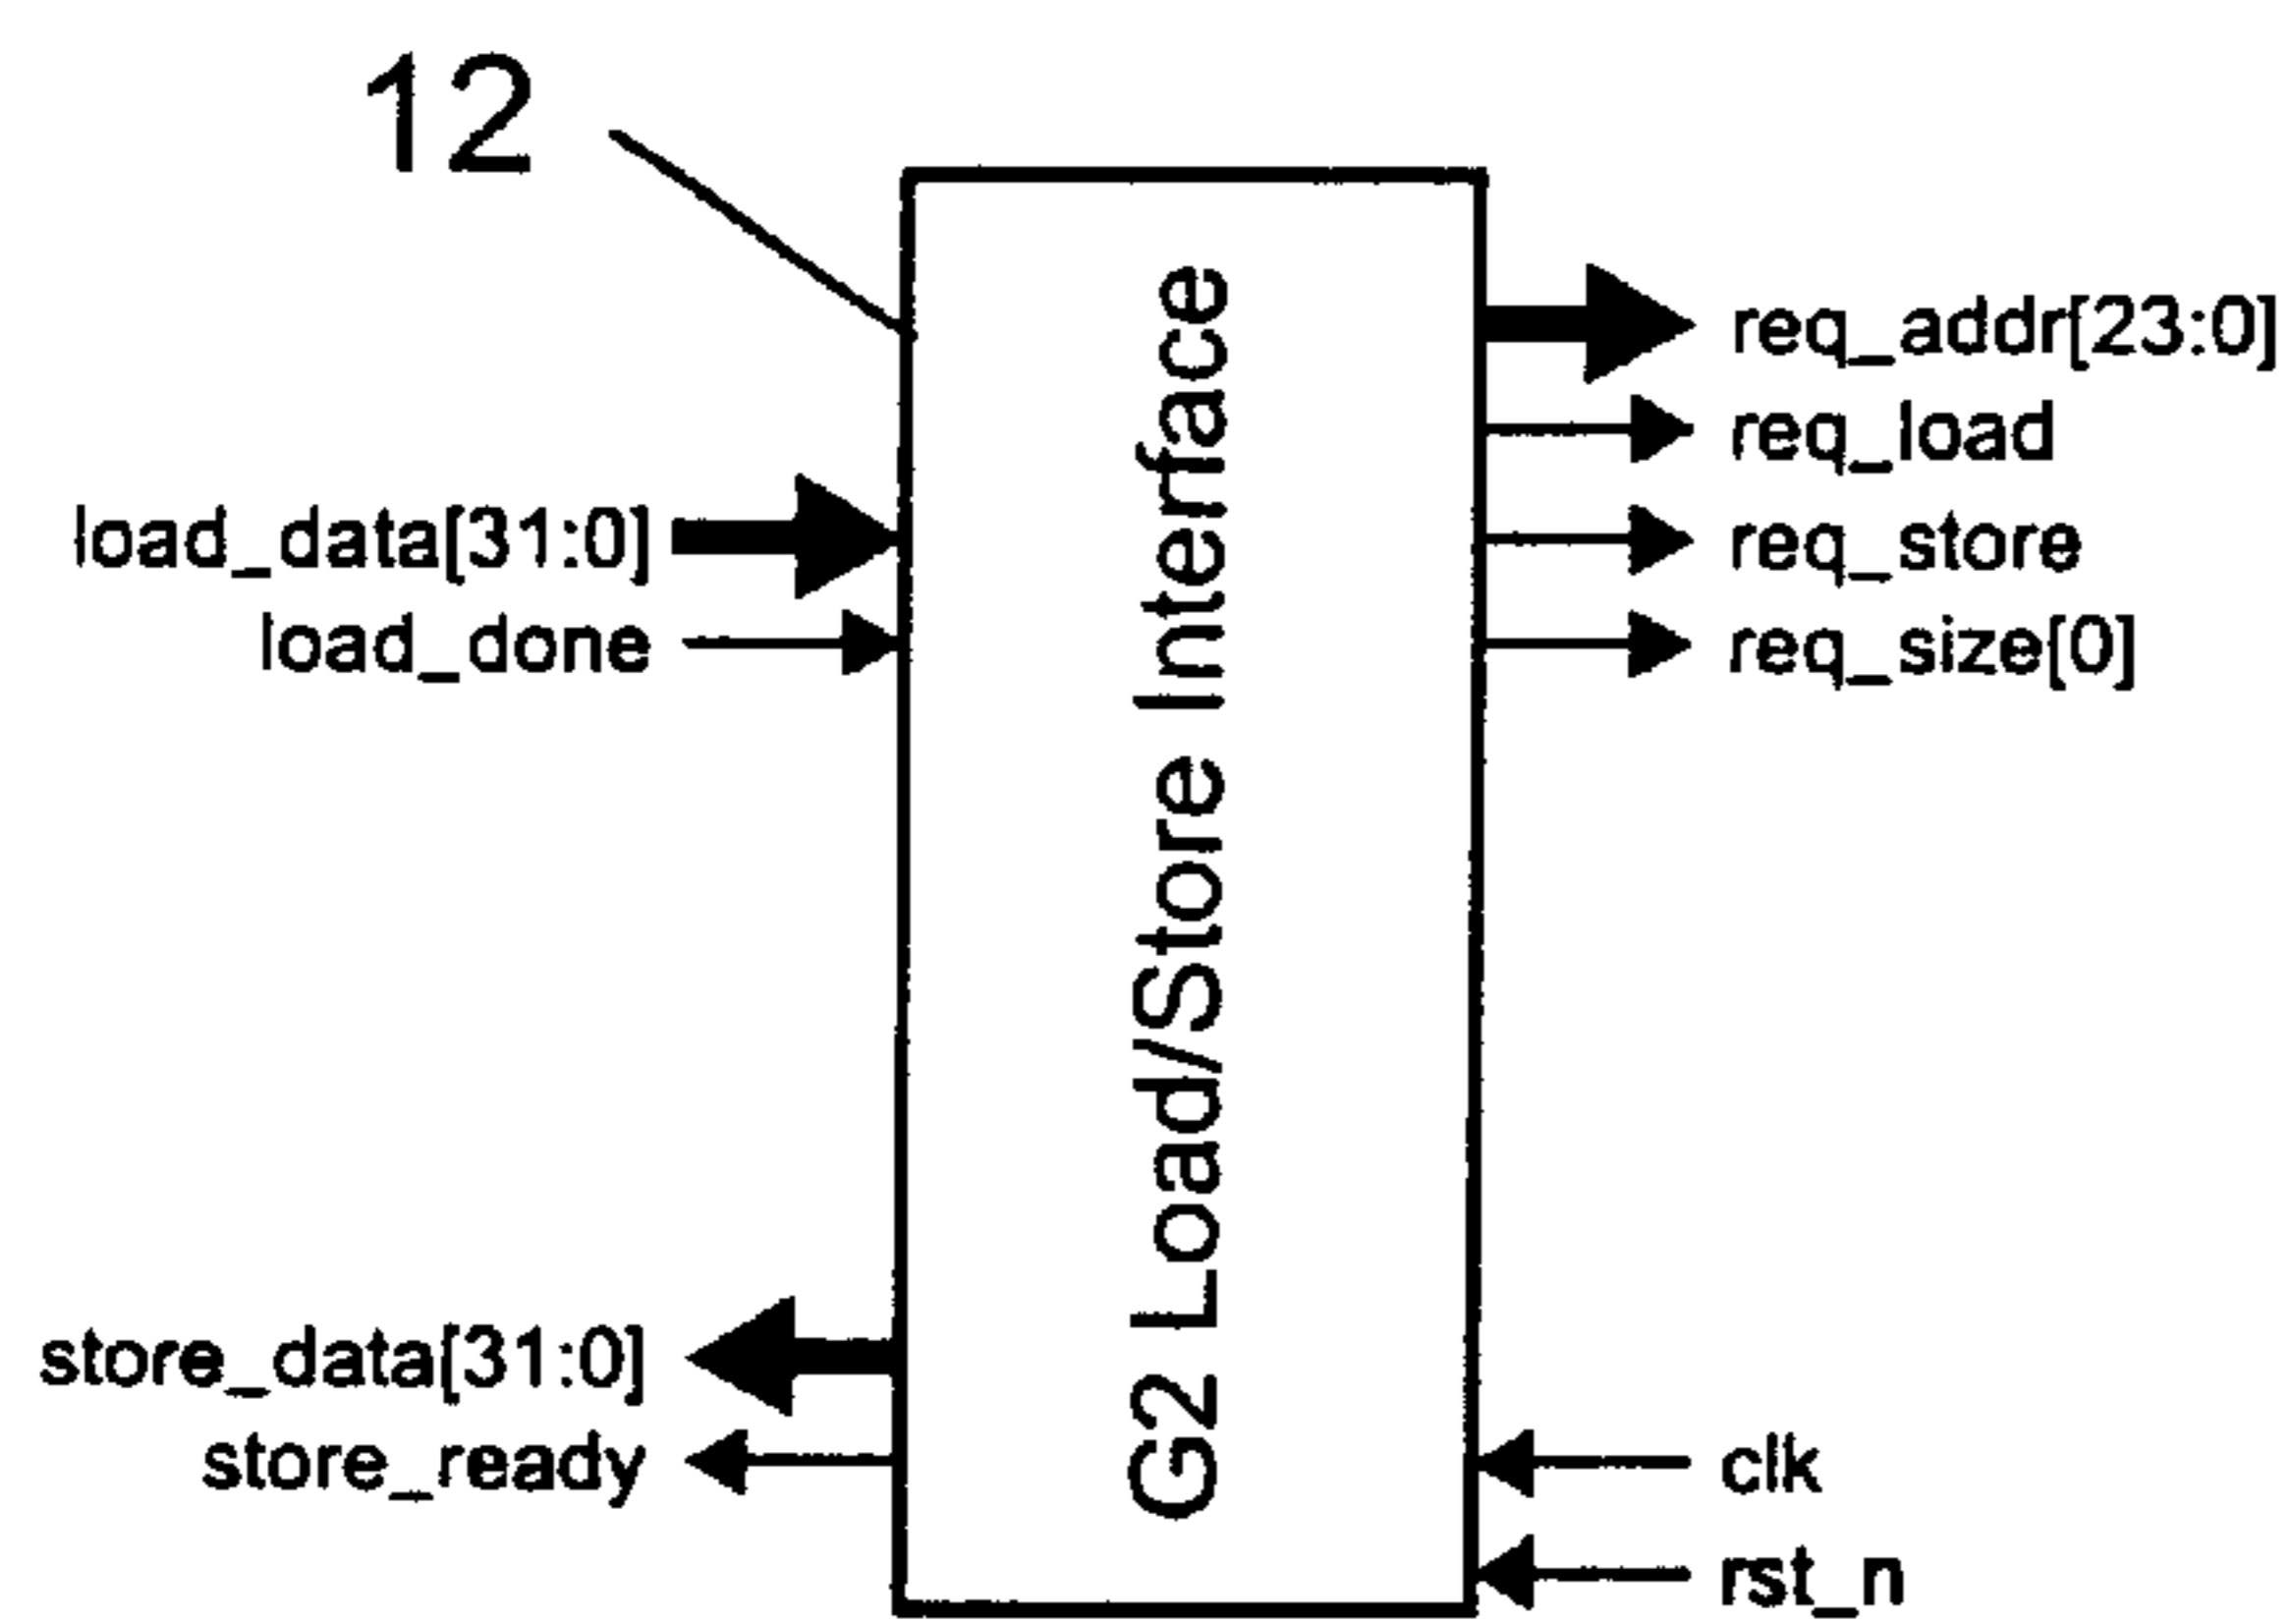 12
G2 Load/Store Interface
load_data[31:0]
load_done
store_data[31:0]
store_ready
req_addr[23:0]
req_load
req_store
req_size[0]
clk
rst_n